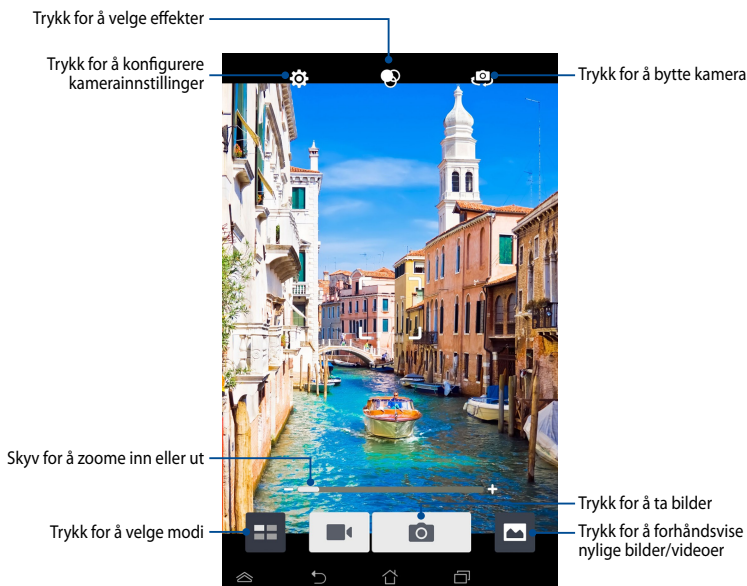 Trykk for å velge effekter
Trykk for å konfigurere
kamerainnstillinger
Trykk for å bytte kamera
Skyv for å zoome inn eller ut
Trykk for å ta bilder
Trykk for å velge modi
Trykk for å forhåndsvise
nylige bilder/videoer